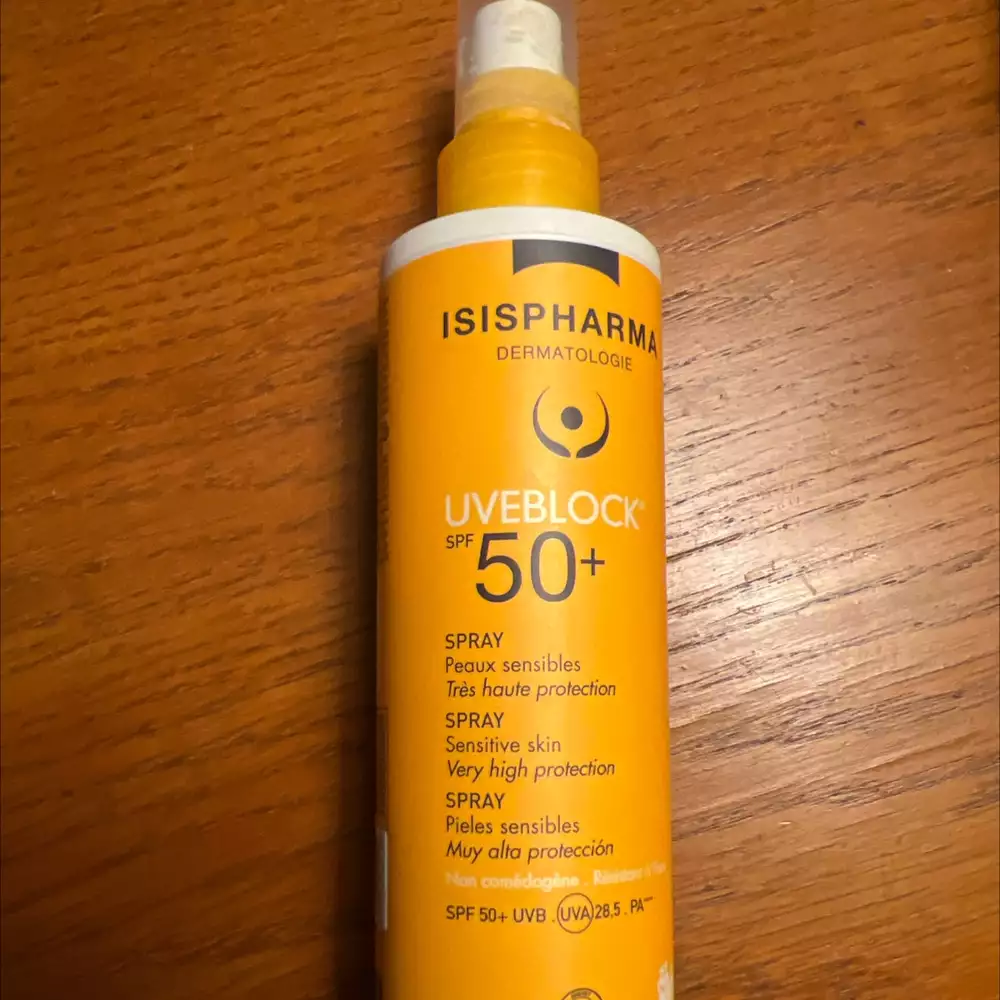 ISISPHARMA
DERMATOLOGIE
UVEBLOCK®
SPF 50+
SPRAY
Peaux sensibles
Très haute protection
SPRAY
Sensitive skin
Very high protection
SPRAY
Pieles sensibles
Muy alta protección
Non comédogène . Résistant à
SPF 50+ UVB . UVA 28,5 . PA